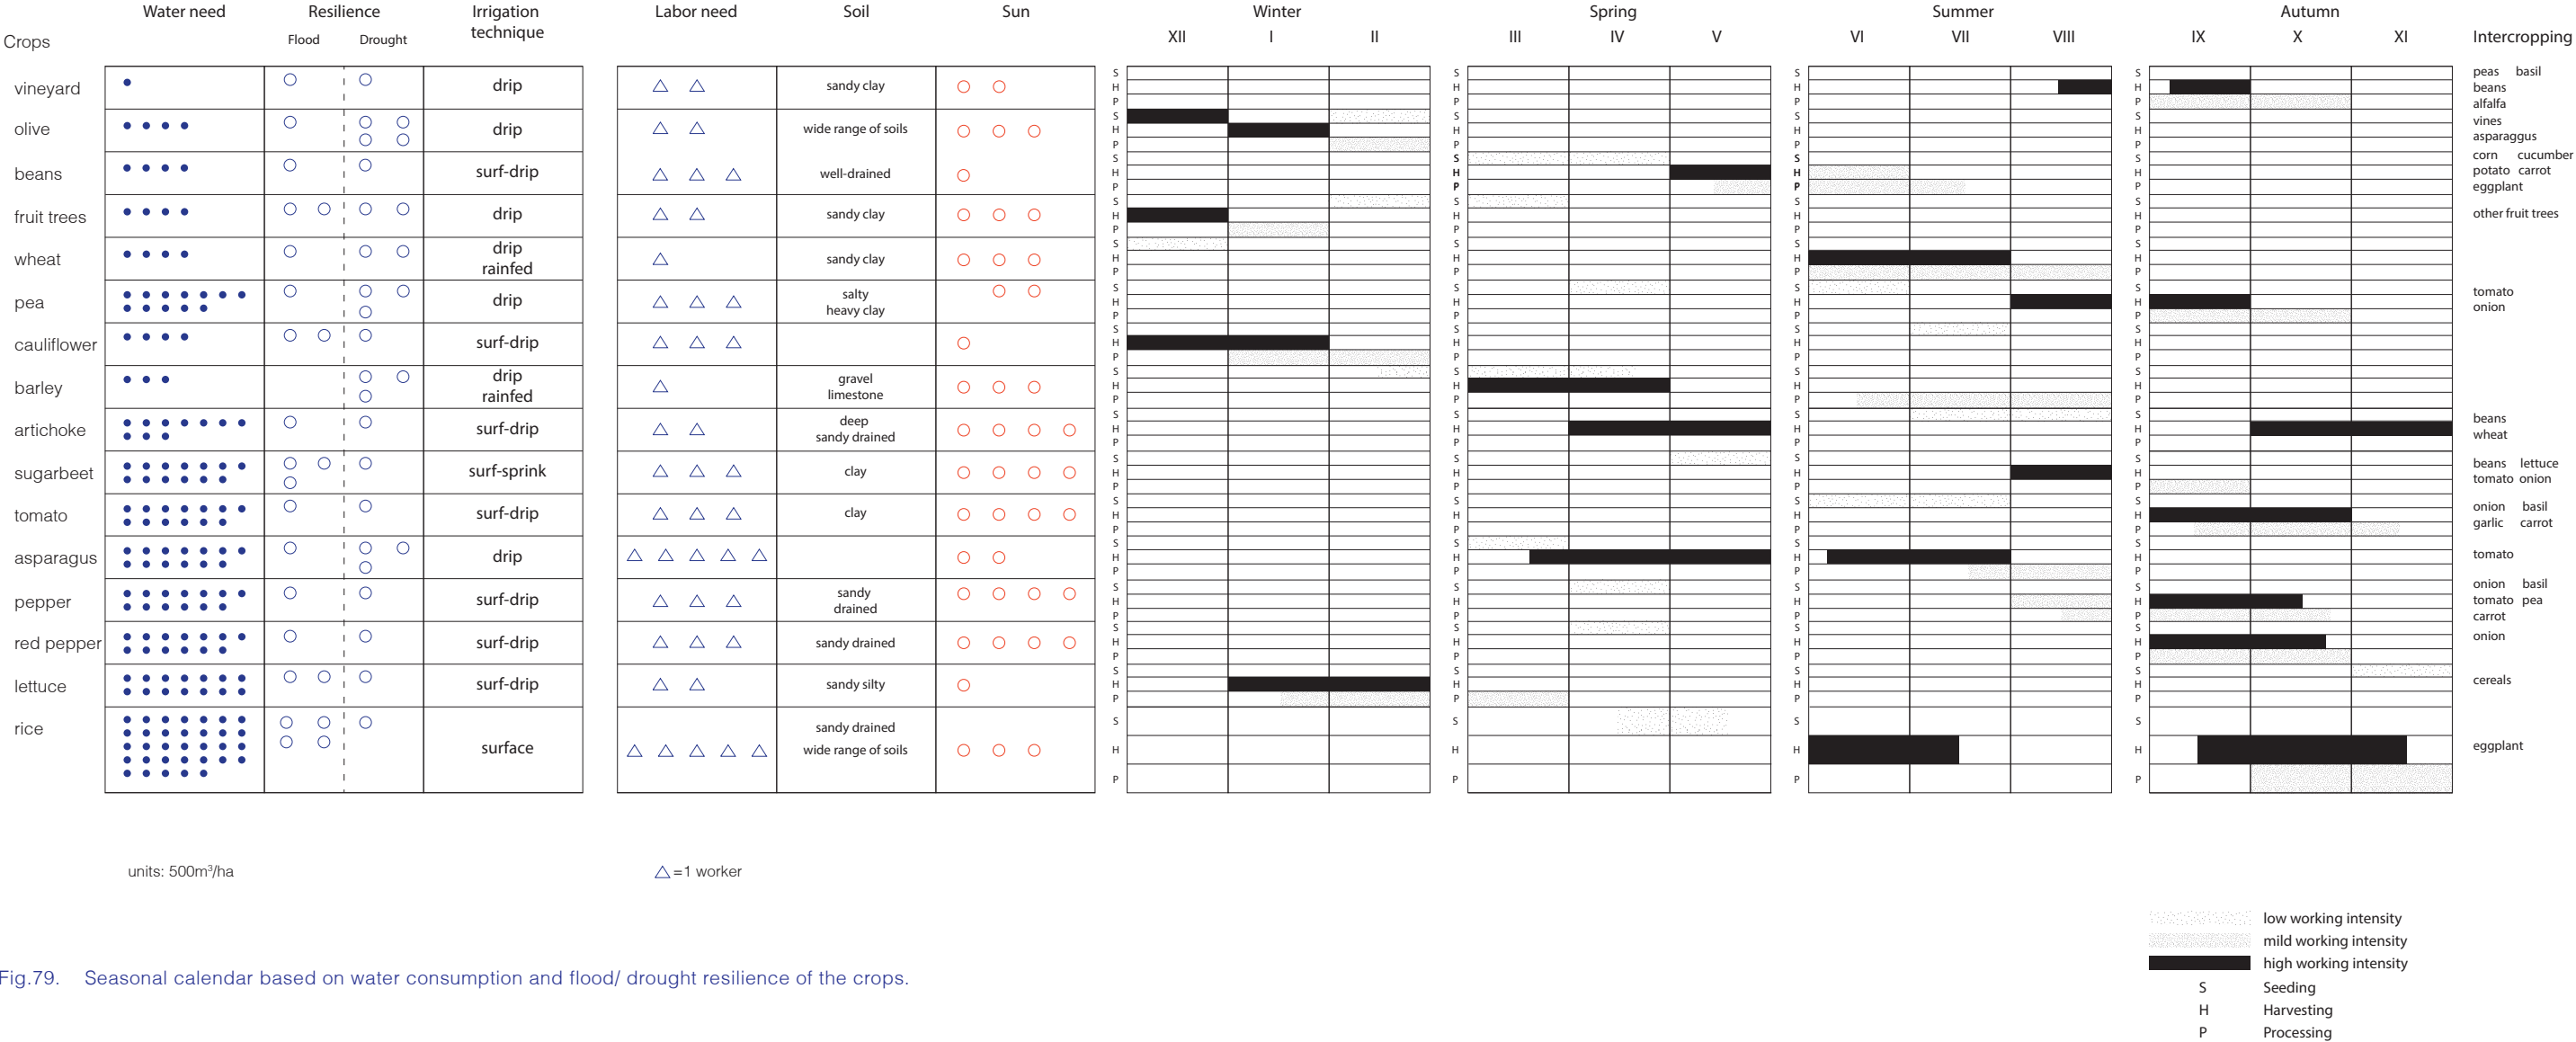 Water need Resilience Irrigation technique Labor need Soil Sun Winter Spring Summer Autumn
Crops Flood Drought XII I II III IV V VI VII VIII IX X XI Intercropping
vineyard drip sandy clay S H P S H P S H P S H P peas basil beans alfalfa
olive drip wide range of soils S H P S H P S H P S H P vines asparaggus
beans surf-drip well-drained S H P S H P S H P S H P corn cucumber potato carrot eggplant
fruit trees drip sandy clay S H P S H P S H P S H P other fruit trees
wheat drip rainfed sandy clay S H P S H P S H P S H P
pea drip salty heavy clay S H P S H P S H P S H P tomato onion
cauliflower surf-drip S H P S H P S H P S H P
barley drip rainfed gravel limestone S H P S H P S H P S H P
artichoke surf-drip deep sandy drained S H P S H P S H P S H P beans wheat
sugarbeet surf-sprink clay S H P S H P S H P S H P beans lettuce tomato onion
tomato surf-drip clay S H P S H P S H P S H P onion basil garlic carrot
asparagus drip S H P S H P S H P S H P tomato
pepper surf-drip sandy drained S H P S H P S H P S H P onion basil tomato pea carrot
red pepper surf-drip sandy drained S H P S H P S H P S H P onion
lettuce surf-drip sandy silty S H P S H P S H P S H P cereals
rice surface sandy drained wide range of soils S H P S H P S H P S H P eggplant
units: 500m³/ha =1 worker
low working intensity
mild working intensity
high working intensity
S Seeding
H Harvesting
P Processing
Fig.79. Seasonal calendar based on water consumption and flood/ drought resilience of the crops.